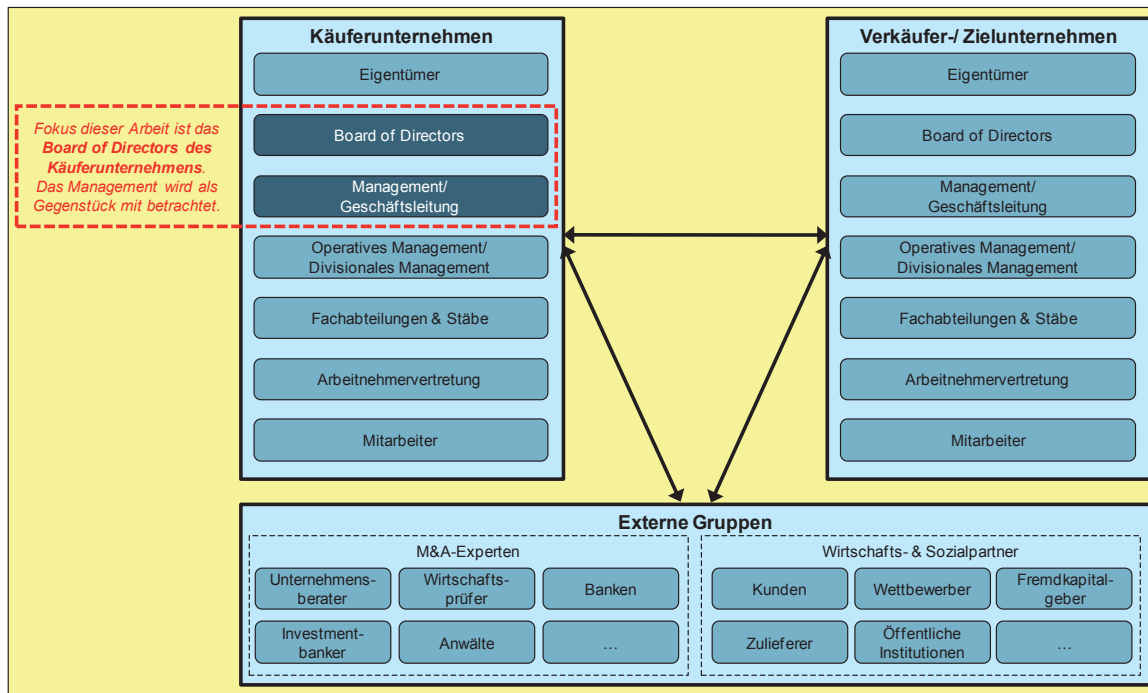 Käuferunternehmen
Eigentümer
Board of Directors
Management/
Geschäftsleitung
Operatives Management/
Divisionales Management
Fachabteilungen & Stäbe
Arbeitnehmervertretung
Mitarbeiter
Fokus dieser Arbeit ist das
Board of Directors des
Käuferunternehmens.
Das Management wird als
Gegenstück mit betrachtet.
Verkäufer-/ Zielunternehmen
Eigentümer
Board of Directors
Management/
Geschäftsleitung
Operatives Management/
Divisionales Management
Fachabteilungen & Stäbe
Arbeitnehmervertretung
Mitarbeiter
Externe Gruppen
M&A-Experten
Unternehmens-
berater
Wirtschafts-
prüfer
Banken
Investment-
banker
Anwälte
…
Wirtschafts- & Sozialpartner
Kunden
Wettbewerber
Fremdkapital-
geber
Zulieferer
Öffentliche
Institutionen
…